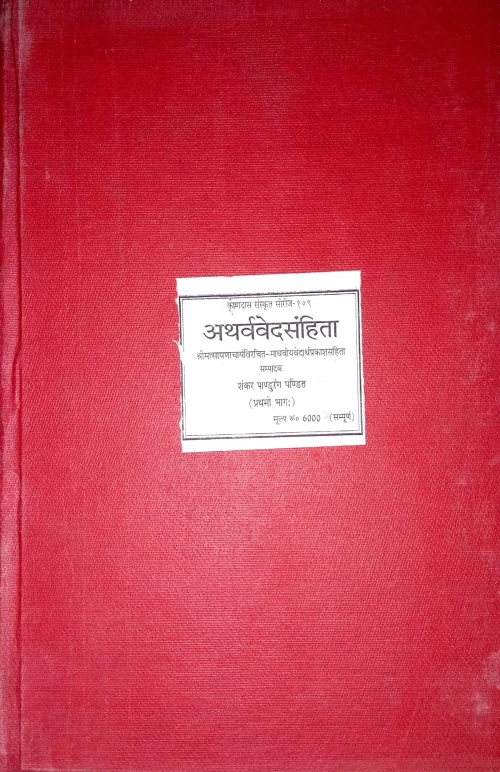 कृष्णदास संस्कृत सीरीज-१०९
अथर्ववेदसंहिता
श्रीमत्सायणाचार्यविरचित-माधवीयवेदार्थप्रकाशसहिता
सम्पादक
शंकर पाण्डुरंग पण्डित
(प्रथमो भाग:)
मूल्य रू० 6000 (सम्पूर्ण)